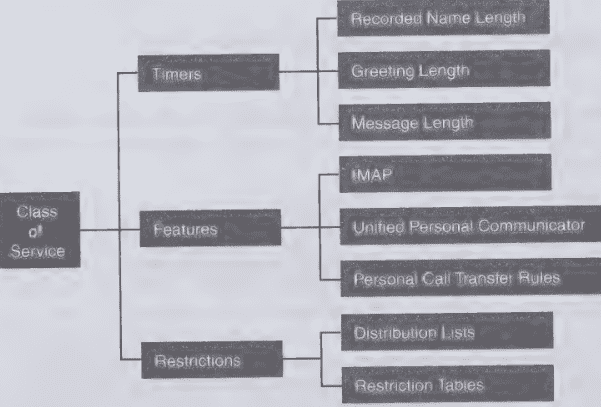 Recorded Name Length
Timers
Greeting Length
Message Length
IMAP
Class
of
Service
Features
Unified Personal Communicator
Personal Call Transfer Rules
Distribution Lists
Restrictions
Restriction Tables